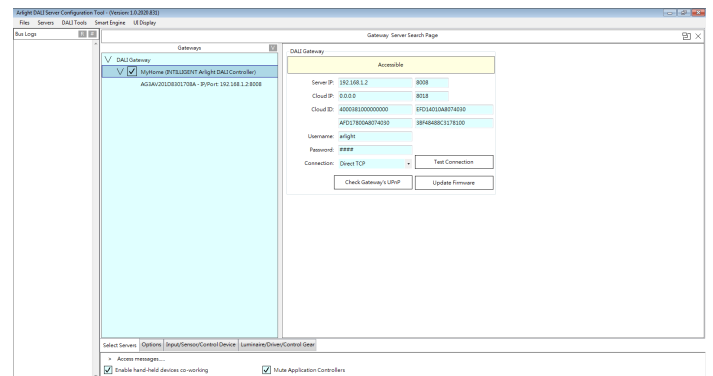 Arlight DALI Server Configuration Tool - (Version: 1.0.2020.831)
Files Servers DALI Tools Smart Engine UI Display
Bus Logs
Gateway Server Search Page
Gateways V
DALI Gateway
MyHome (INTILLIGENT Arlight DALI Controller)
AG3AV201D8301708A - IP/Port: 192.168.1.2:8008
DALI Gateway
Accessible
Server IP: 192.168.1.2 8008
Cloud IP: 0.0.0.0 8018
Cloud ID: 4000381000000000 EFD14010A8074030
AFD17800A8074030 3BF48488C3178100
Username: arlight
Password: ####
Connection: Direct TCP Test Connection
Check Gateway's UPnP Update Firmware
Select Servers Options Input/Sensor/Control Device Luminaire/Driver/Control Gear
> Access messages.....
Enable hand-held devices co-working Mute Application Controllers